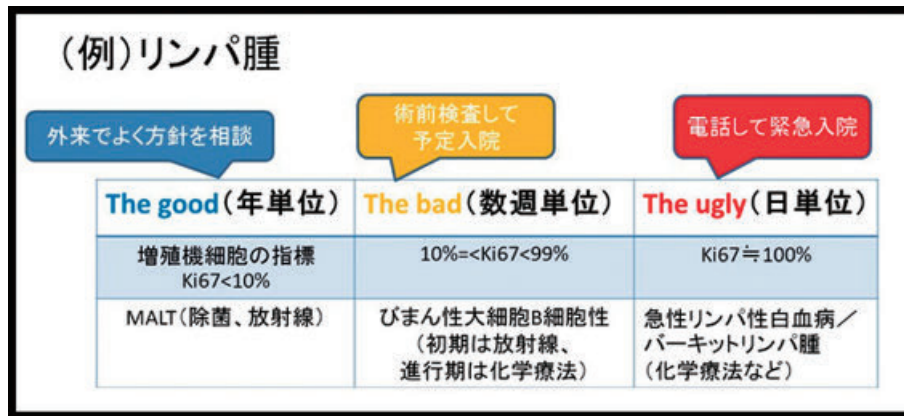 (例)リンパ腫
外来でよく方針を相談
術前検査して
予定入院
電話して緊急入院
The good(年単位)
The bad(数週単位)
The ugly(日単位)
増殖機細胞の指標
Ki67<10%
10%=<Ki67<99%
Ki67≒100%
MALT(除菌、放射線)
びまん性大細胞B細胞性
(初期は放射線、
進行期は化学療法)
急性リンパ性白血病／
バーキットリンパ腫
(化学療法など)